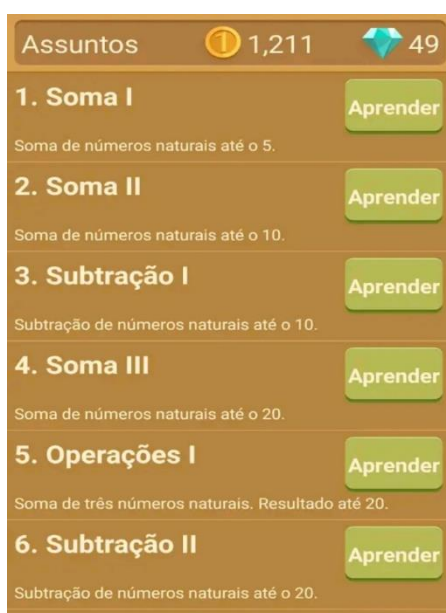 Assuntos 1 1,211 49
1. Soma I
Aprender
Soma de números naturais até o 5.
2. Soma II
Aprender
Soma de números naturais até o 10.
3. Subtração I
Aprender
Subtração de números naturais até o 10.
4. Soma III
Aprender
Soma de números naturais até o 20.
5. Operações I
Aprender
Soma de três números naturais. Resultado até 20.
6. Subtração II
Aprender
Subtração de números naturais até o 20.